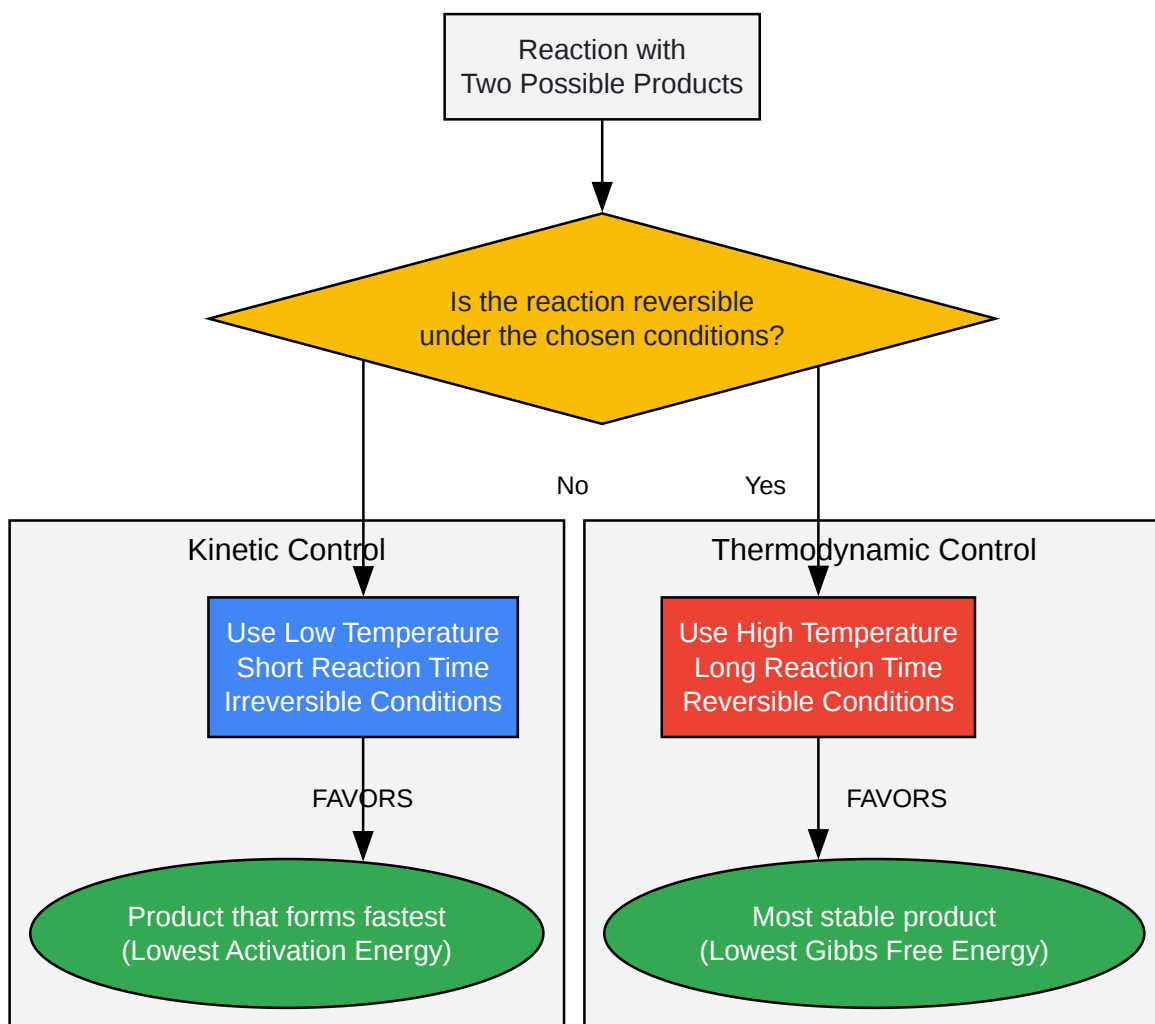 Reaction with
Two Possible Products
Is the reaction reversible
under the chosen conditions?
No
Yes
Kinetic Control
Use Low Temperature
Short Reaction Time
Irreversible Conditions
FAVORS
Product that forms fastest
(Lowest Activation Energy)
Thermodynamic Control
Use High Temperature
Long Reaction Time
Reversible Conditions
FAVORS
Most stable product
(Lowest Gibbs Free Energy)